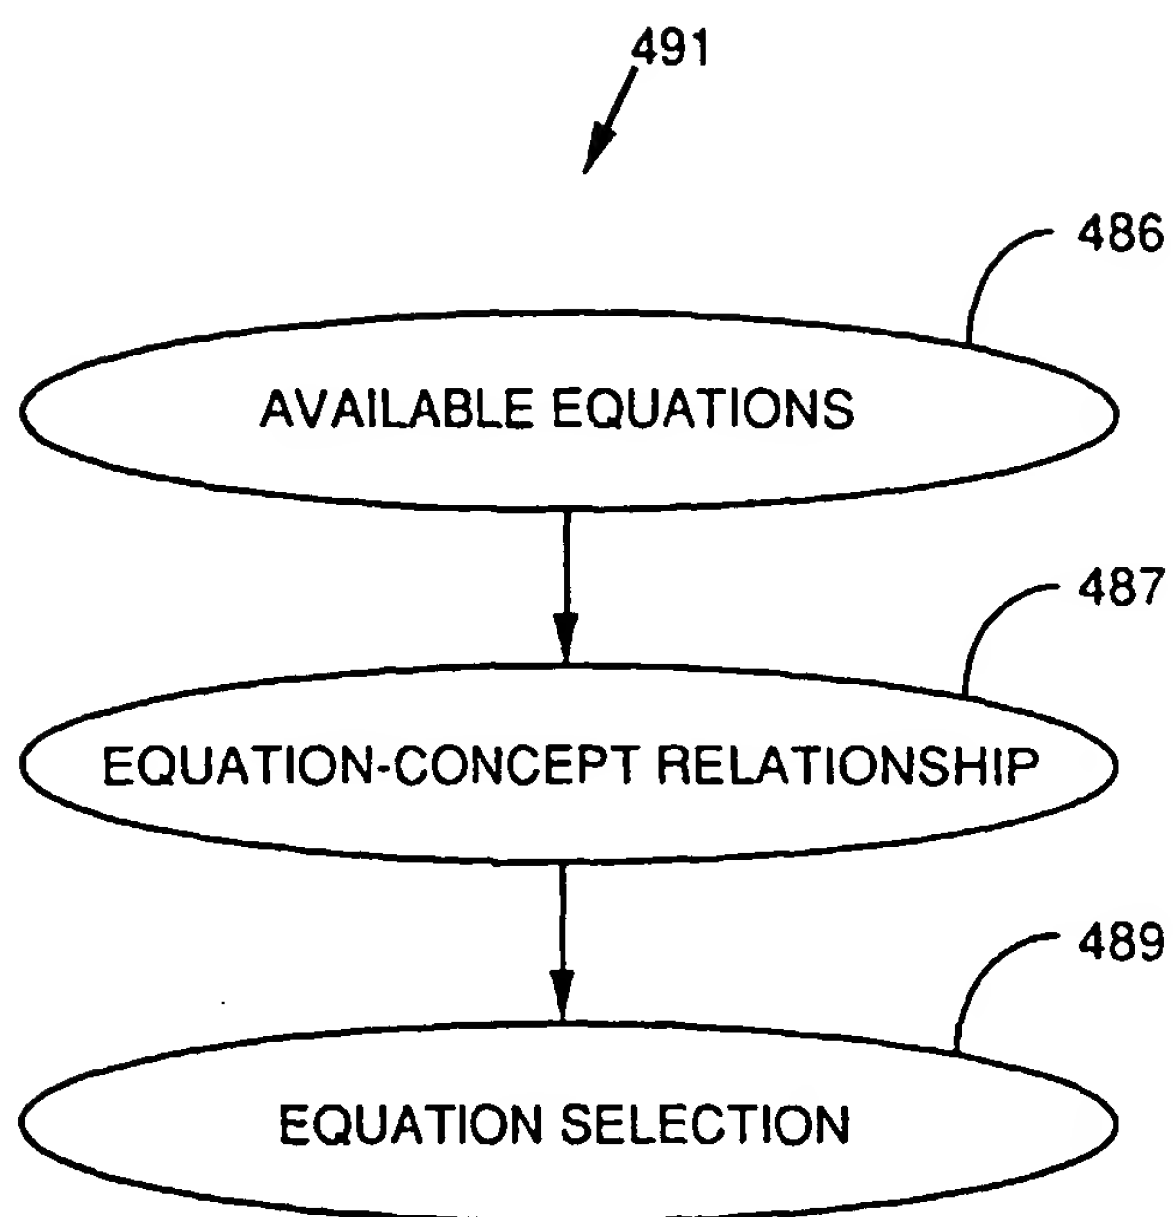 491
486
AVAILABLE EQUATIONS
487
EQUATION-CONCEPT RELATIONSHIP
489
EQUATION SELECTION